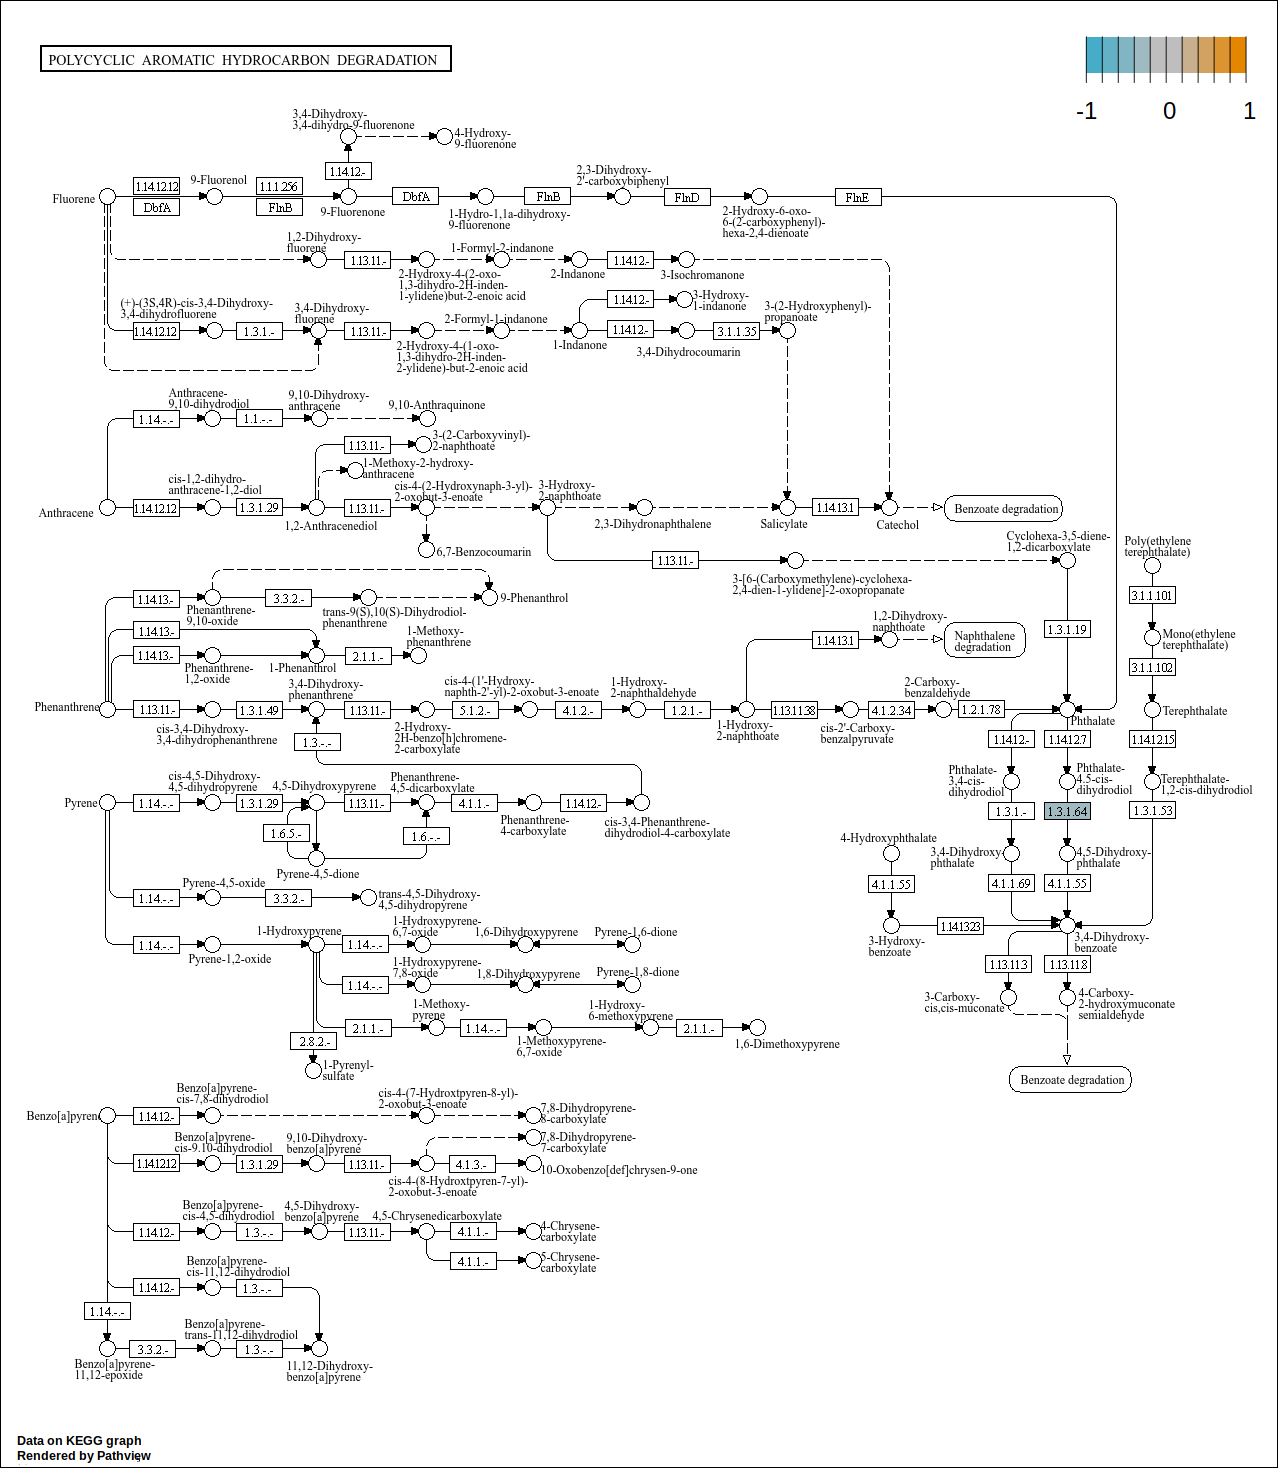 POLYCYCLIC AROMATIC HYDROCARBON DEGRADATION
-1 0 1
3,4-Dihydroxy-
3,4-dihydro-9-fluorenone
4-Hydroxy-
9-fluorenone
1.14.12.-
Fluorene
1.14.12.12
DbfA
9-Fluorenol
1.1.1.256
FlnB
9-Fluorenone
DbfA
1-Hydro-1,1a-dihydroxy-
9-fluorenone
FlnB
2,3-Dihydroxy-
2'-carboxybiphenyl
FlnD
2-Hydroxy-6-oxo-
6-(2-carboxyphenyl)-
hexa-2,4-dienoate
FlnE
1,2-Dihydroxy-
fluorene
1.13.11.-
2-Hydroxy-4-(2-oxo-
1,3-dihydro-2H-inden-
1-ylidene)but-2-enoic acid
1-Formyl-2-indanone
2-Indanone
1.14.12.-
3-Isochromanone
(+)-(3S,4R)-cis-3,4-Dihydroxy-
3,4-dihydrofluorene
1.14.12.12
1.3.1.-
3,4-Dihydroxy-
fluorene
1.13.11.-
2-Hydroxy-4-(1-oxo-
1,3-dihydro-2H-inden-
2-ylidene)-but-2-enoic acid
2-Formyl-1-indanone
1-Indanone
1.14.12.-
3-Hydroxy-
1-indanone
1.14.12.-
3,4-Dihydrocoumarin
3.1.1.35
3-(2-Hydroxyphenyl)-
propanoate
Anthracene-
9,10-dihydrodiol
1.14.-.-
1.1.-.-
9,10-Dihydroxy-
anthracene
9,10-Anthraquinone
1.13.11.-
3-(2-Carboxyvinyl)-
2-naphthoate
1-Methoxy-2-hydroxy-
anthracene
Anthracene
1.14.12.12
cis-1,2-dihydro-
anthracene-1,2-diol
1.3.1.29
1,2-Anthracenediol
1.13.11.-
cis-4-(2-Hydroxynaph-3-yl)-
2-oxobut-3-enoate
6,7-Benzocoumarin
3-Hydroxy-
2-naphthoate
2,3-Dihydronaphthalene
Salicylate
1.14.13.1
Catechol
Benzoate degradation
1.13.11.-
3-[6-(Carboxymethylene)-cyclohexa-
2,4-dien-1-ylidene]-2-oxopropanate
Cyclohexa-3,5-diene-
1,2-dicarboxylate
Poly(ethylene
terephthalate)
3.1.1.101
Mono(ethylene
terephthalate)
3.1.1.102
Terephthalate
1.3.1.19
1.14.13.-
Phenanthrene-
9,10-oxide
3.3.2.-
trans-9(S),10(S)-Dihydrodiol-
phenanthrene
9-Phenanthrol
1.14.13.-
1.14.13.-
Phenanthrene-
1,2-oxide
1-Phenanthrol
2.1.1.-
1-Methoxy-
phenanthrene
1.14.13.1
1,2-Dihydroxy-
naphthoate
Naphthalene
degradation
Phenanthrene
1.13.11.-
cis-3,4-Dihydroxy-
3,4-dihydrophenanthrene
1.3.1.49
3,4-Dihydroxy-
phenanthrene
1.13.11.-
2-Hydroxy-
2H-benzo[h]chromene-
2-carboxylate
5.1.2.-
cis-4-(1'-Hydroxy-
naphth-2'-yl)-2-oxobut-3-enoate
4.1.2.-
1-Hydroxy-
2-naphthaldehyde
1.2.1.-
1-Hydroxy-
2-naphthoate
1.13.11.38
cis-2'-Carboxy-
benzalpyruvate
4.1.2.34
2-Carboxy-
benzaldehyde
1.2.1.78
Phthalate
1.3.-.-
1.14.12.-
1.14.12.7
1.14.12.15
Phthalate-
3,4-cis-
dihydrodiol
Phthalate-
4.5-cis-
dihydrodiol
Terephthalate-
1,2-cis-dihydrodiol
Pyrene
1.14.-.-
cis-4,5-Dihydroxy-
4,5-dihydropyrene
1.3.1.29
4,5-Dihydroxypyrene
1.13.11.-
Phenanthrene-
4,5-dicarboxylate
4.1.1.-
Phenanthrene-
4-carboxylate
1.14.12.-
cis-3,4-Phenanthrene-
dihydrodiol-4-carboxylate
1.6.5.-
1.6.-.-
Pyrene-4,5-dione
1.3.1.-
1.3.1.64
1.3.1.53
4-Hydroxyphthalate
3,4-Dihydroxy-
phthalate
4,5-Dihydroxy-
phthalate
4.1.1.55
4.1.1.69
4.1.1.55
1.14.-.-
Pyrene-4,5-oxide
3.3.2.-
trans-4,5-Dihydroxy-
4,5-dihydropyrene
3-Hydroxy-
benzoate
1.14.13.23
3,4-Dihydroxy-
benzoate
1.14.-.-
Pyrene-1,2-oxide
1-Hydroxypyrene
1.14.-.-
1-Hydroxypyrene-
6,7-oxide
1,6-Dihydroxypyrene
Pyrene-1,6-dione
1.14.-.-
1-Hydroxypyrene-
7,8-oxide
1,8-Dihydroxypyrene
Pyrene-1,8-dione
1.13.11.3
1.13.11.8
3-Carboxy-
cis,cis-muconate
4-Carboxy-
2-hydroxymuconate
semialdehyde
Benzoate degradation
2.1.1.-
1-Methoxy-
pyrene
1.14.-.-
1-Methoxypyrene-
6,7-oxide
1-Hydroxy-
6-methoxypyrene
2.1.1.-
1,6-Dimethoxypyrene
2.8.2.-
1-Pyrenyl-
sulfate
Benzo[a]pyren
1.14.12.-
Benzo[a]pyrene-
cis-7,8-dihydrodiol
cis-4-(7-Hydroxtpyren-8-yl)-
2-oxobut-3-enoate
7,8-Dihydropyrene-
8-carboxylate
7,8-Dihydropyrene-
7-carboxylate
1.14.12.12
Benzo[a]pyrene-
cis-9,10-dihydrodiol
1.3.1.29
9,10-Dihydroxy-
benzo[a]pyrene
1.13.11.-
cis-4-(8-Hydroxtpyren-7-yl)-
2-oxobut-3-enoate
4.1.3.-
10-Oxobenzo[def]chrysen-9-one
1.14.12.-
Benzo[a]pyrene-
cis-4,5-dihydrodiol
1.3.-.-
4,5-Dihydroxy-
benzo[a]pyrene
1.13.11.-
4,5-Chrysenedicarboxylate
4.1.1.-
4-Chrysene-
carboxylate
4.1.1.-
5-Chrysene-
carboxylate
1.14.12.-
Benzo[a]pyrene-
cis-11,12-dihydrodiol
1.3.-.-
1.14.-.-
Benzo[a]pyrene-
11,12-epoxide
3.3.2.-
Benzo[a]pyrene-
trans-11,12-dihydrodiol
1.3.-.-
11,12-Dihydroxy-
benzo[a]pyrene
Data on KEGG graph
Rendered by Pathview